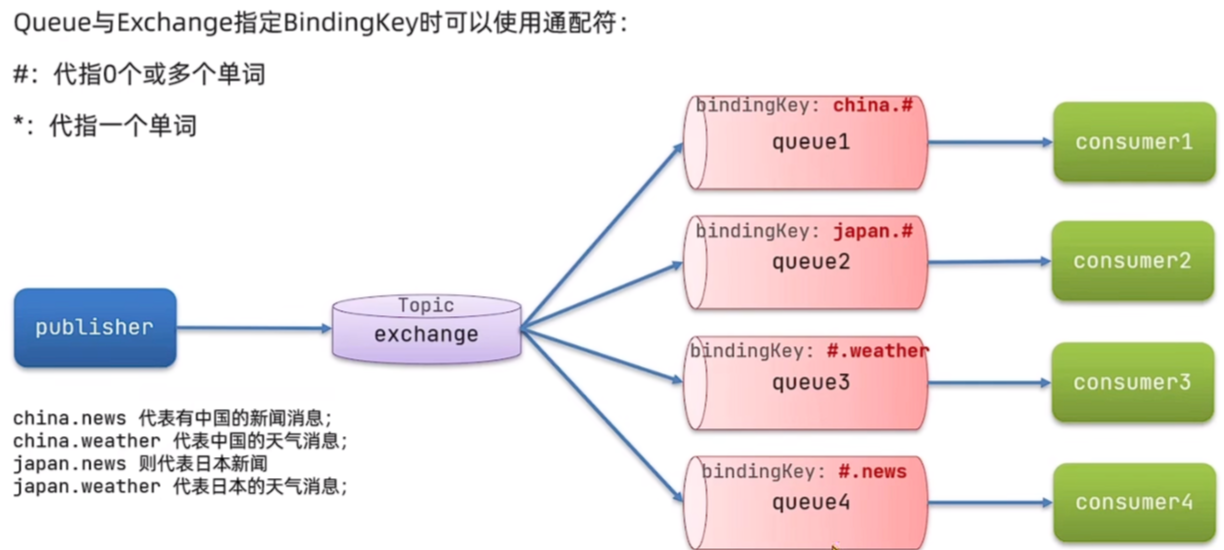 Queue与Exchange指定BindingKey时可以使用通配符：
#：代指0个或多个单词
*：代指一个单词
bindingKey: china.#
queue1
consumer1
bindingKey: japan.#
queue2
consumer2
publisher
Topic
exchange
bindingKey: #.weather
queue3
consumer3
china.news 代表有中国的新闻消息；
china.weather 代表中国的天气消息；
japan.news 则代表日本新闻
japan.weather 代表日本的天气消息；
bindingKey: #.news
queue4
consumer4